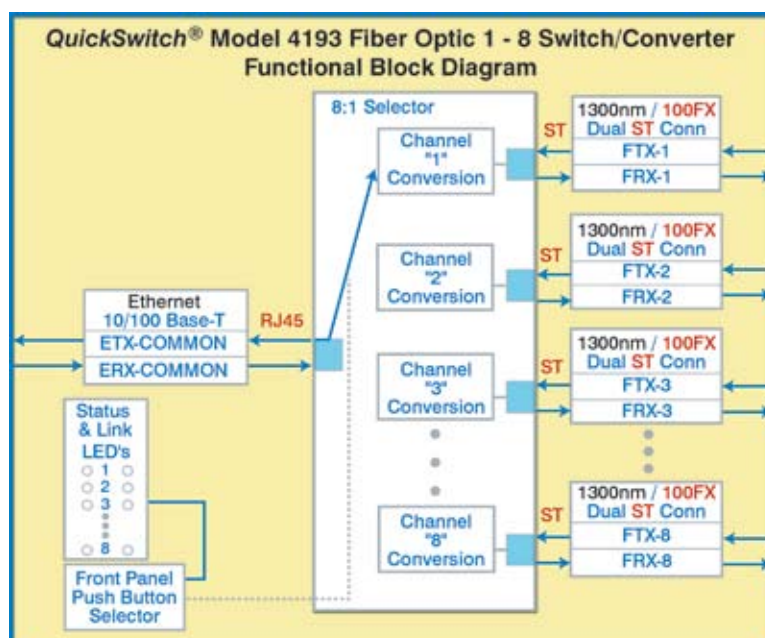 QuickSwitch® Model 4193 Fiber Optic 1 - 8 Switch/Converter
Functional Block Diagram
8:1 Selector
Channel
"1"
Conversion
ST
1300nm / 100FX
Dual ST Conn
FTX-1
FRX-1
Channel
"2"
Conversion
ST
1300nm / 100FX
Dual ST Conn
FTX-2
FRX-2
Ethernet
10/100 Base-T
ETX-COMMON
ERX-COMMON
RJ45
Channel
"3"
Conversion
ST
1300nm / 100FX
Dual ST Conn
FTX-3
FRX-3
Status
& Link
LED's
1
2
3
8
Channel
"8"
Conversion
ST
1300nm / 100FX
Dual ST Conn
FTX-8
FRX-8
Front Panel
Push Button
Selector